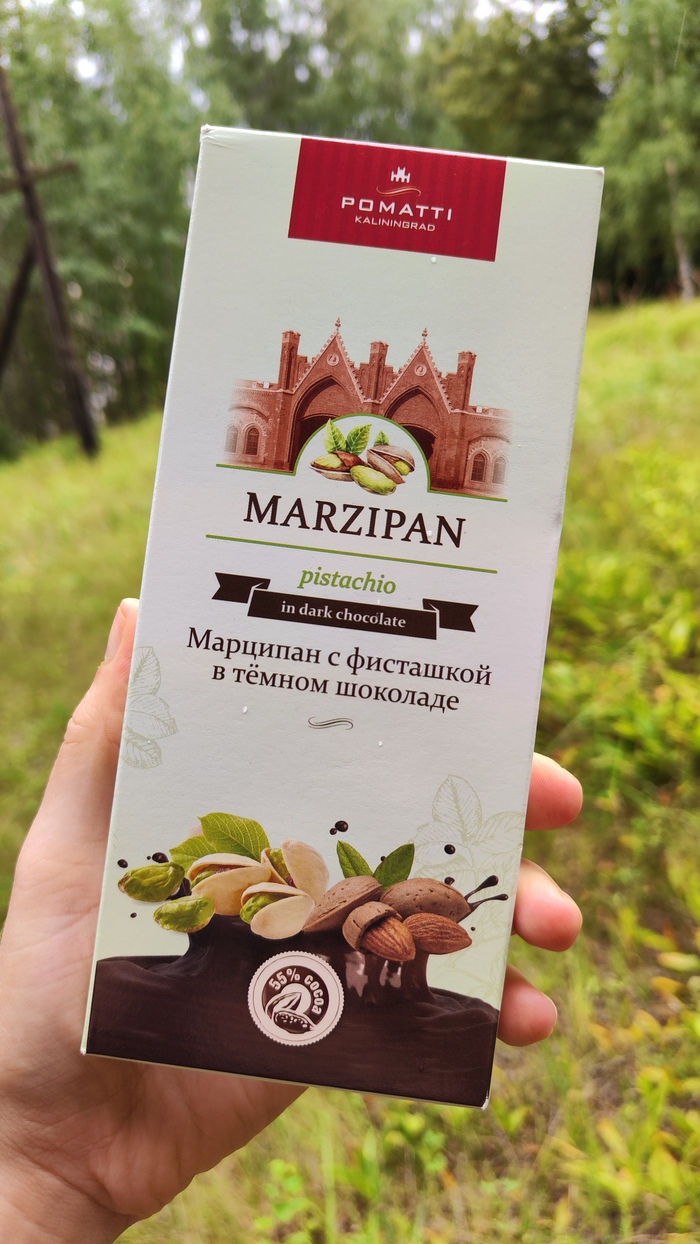 POMATTI
KALININGRAD
MARZIPAN
pistachio
in dark chocolate
Марципан с фисташкой
в тёмном шоколаде
55% cocoa